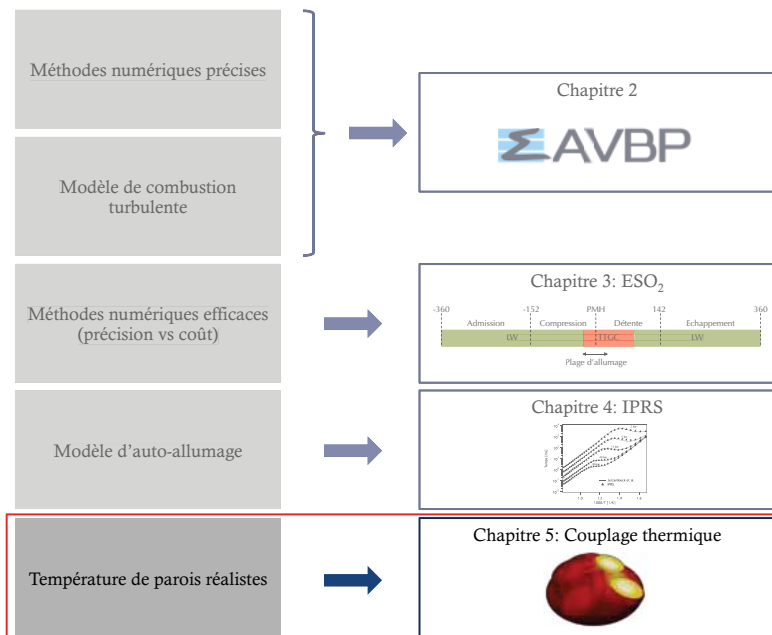 Méthodes numériques précises
Modèle de combustion
turbulente
Chapitre 2
AVBP
Méthodes numériques efficaces
(précision vs coût)
Chapitre 3: ESO₂
-360
-152
PMH
142
360
Admission
Compression
Détente
Echappement
LW
TTGC
LW
Plage d'allumage
Modèle d'auto-allumage
Chapitre 4: IPRS
Température de parois réalistes
Chapitre 5: Couplage thermique